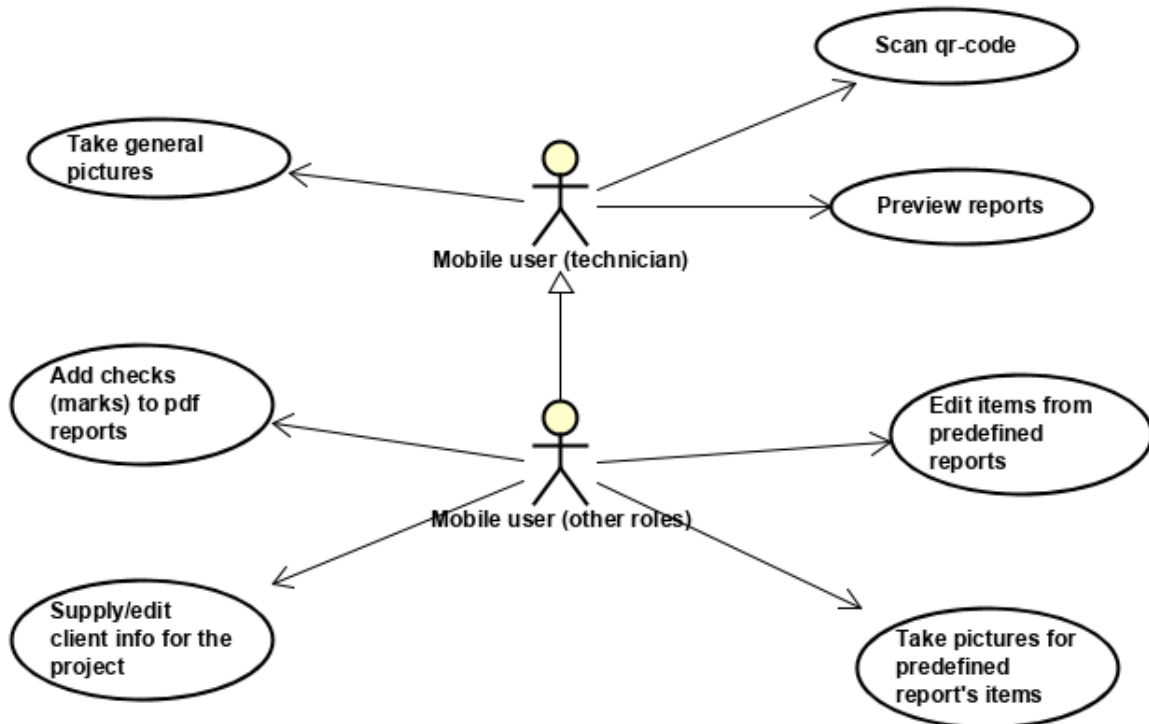 Scan qr-code
Take general
pictures
Preview reports
Mobile user (technician)
Add checks
(marks) to pdf
reports
Edit items from
predefined
reports
Mobile user (other roles)
Supply/edit
client info for the
project
Take pictures for
predefined
report's items